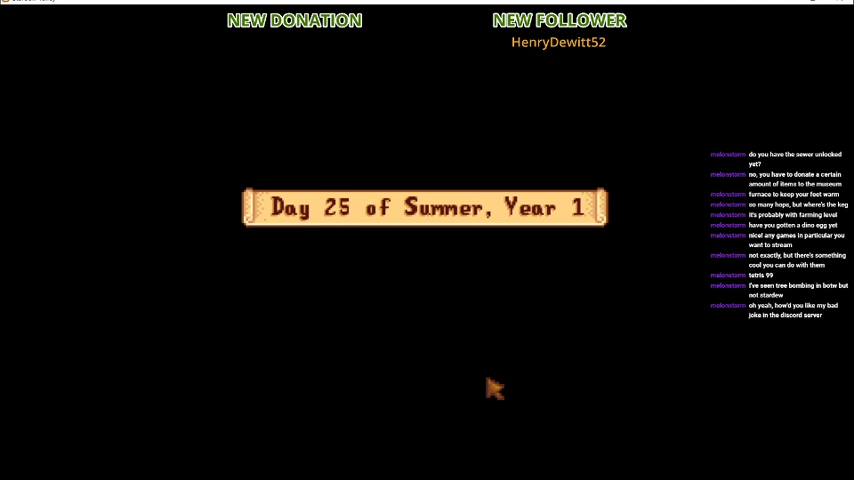 NEW DONATION
NEW FOLLOWER
HenryDewitt52
Day 25 of Summer, Year 1
melonstorm do you have the sewer unlocked
yet?
melonstorm no, you have to donate a certain
amount of items to the museum
melonstorm furnace to keep your feet warm
melonstorm so many hops, but where's the keg
melonstorm it's probably with farming level
melonstorm have you gotten a dino egg yet
melonstorm nice! any games in particular you
want to stream
melonstorm not exactly, but there's something
cool you can do with them
melonstorm tetris 99
melonstorm I've seen tree bombing in botw but
not stardew
melonstorm oh yeah, how'd you like my bad
joke in the discord server